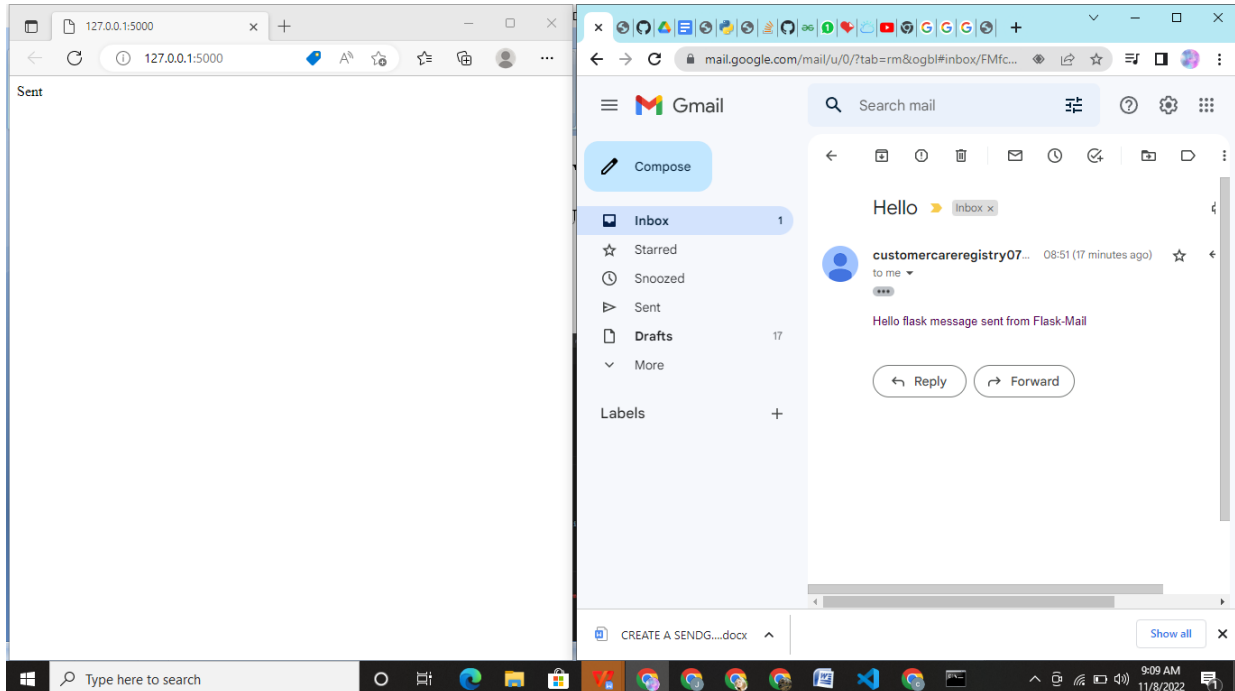 127.0.0.1:5000
127.0.0.1:5000
Sent
mail.google.com/mail/u/0/?tab=rm&ogbl#inbox/FMfc...
Gmail
Search mail
Compose
Inbox 1
Starred
Snoozed
Sent
Drafts 17
More
Labels
Hello Inbox ×
customercareregistry07... 08:51 (17 minutes ago)
to me
Hello flask message sent from Flask-Mail
Reply Forward
CREATE A SENDG....docx
Show all
Type here to search
9:09 AM
11/8/2022